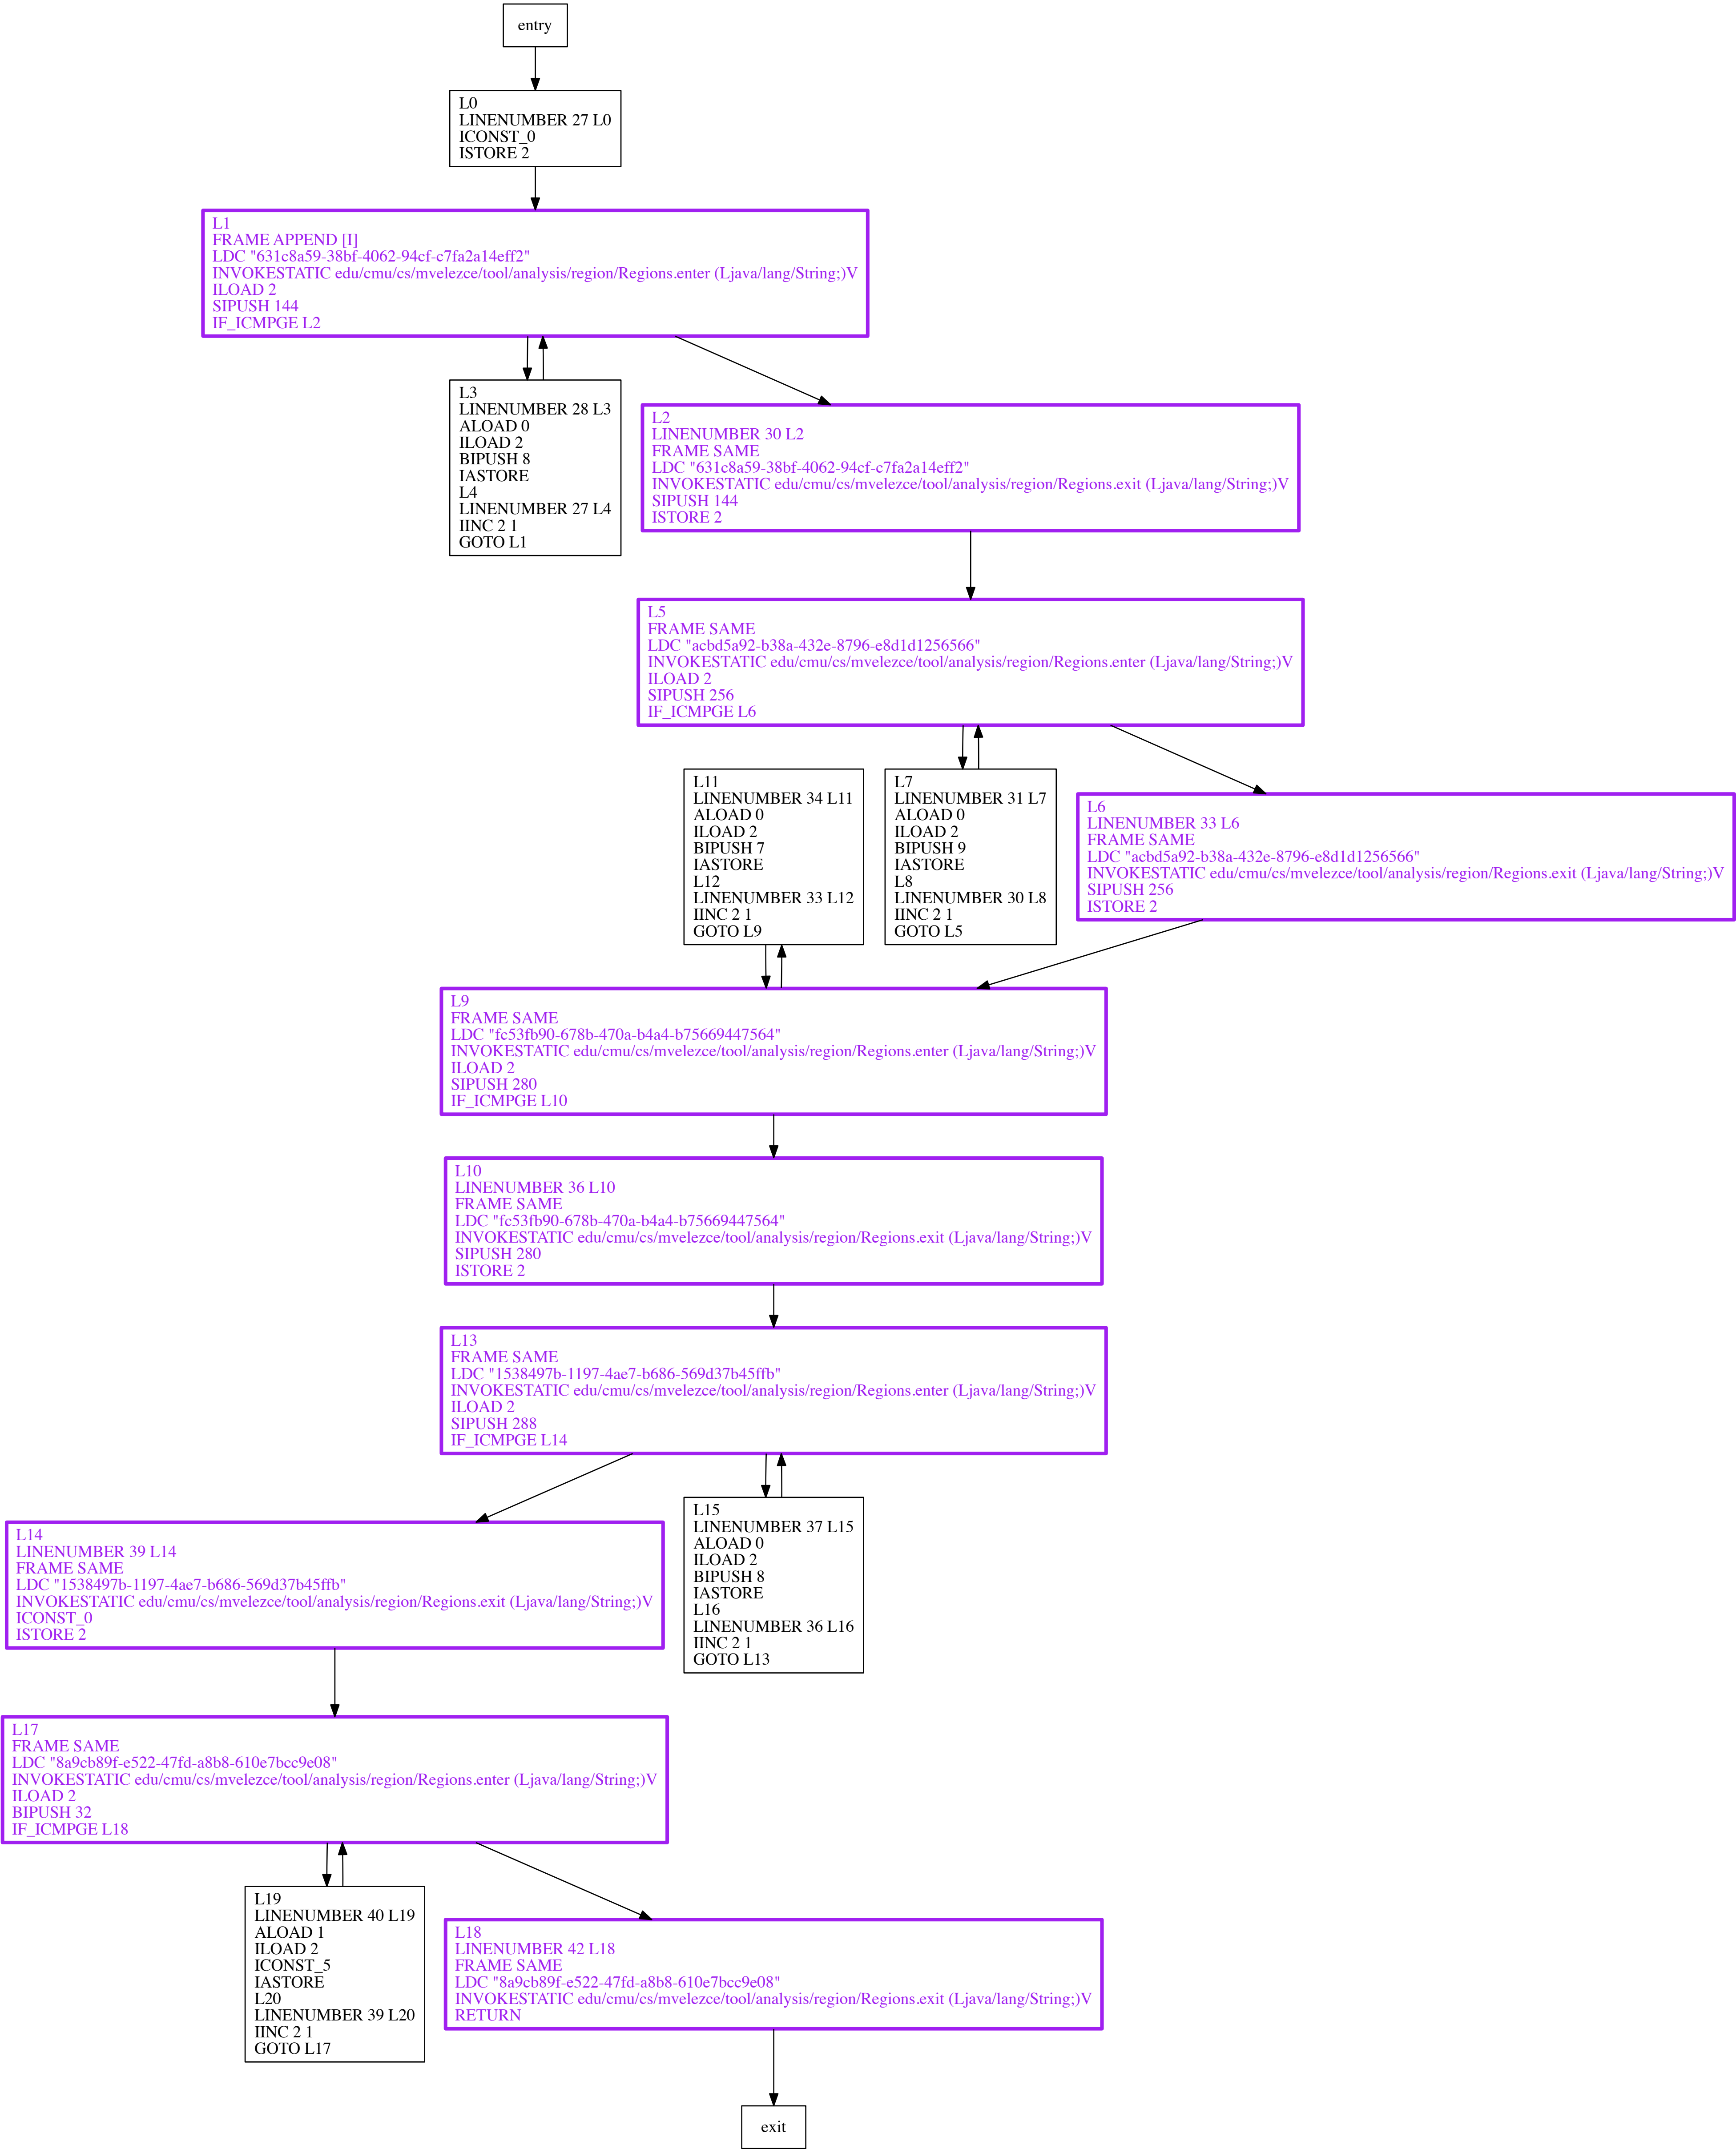 entry
L0
LINENUMBER 27 L0
ICONST_0
ISTORE 2
L1
FRAME APPEND [I]
LDC "631c8a59-38bf-4062-94cf-c7fa2a14eff2"
INVOKESTATIC edu/cmu/cs/mvelezce/tool/analysis/region/Regions.enter (Ljava/lang/String;)V
ILOAD 2
SIPUSH 144
IF_ICMPGE L2
L3
LINENUMBER 28 L3
ALOAD 0
ILOAD 2
BIPUSH 8
IASTORE
L4
LINENUMBER 27 L4
IINC 2 1
GOTO L1
L2
LINENUMBER 30 L2
FRAME SAME
LDC "631c8a59-38bf-4062-94cf-c7fa2a14eff2"
INVOKESTATIC edu/cmu/cs/mvelezce/tool/analysis/region/Regions.exit (Ljava/lang/String;)V
SIPUSH 144
ISTORE 2
L5
FRAME SAME
LDC "acbd5a92-b38a-432e-8796-e8d1d1256566"
INVOKESTATIC edu/cmu/cs/mvelezce/tool/analysis/region/Regions.enter (Ljava/lang/String;)V
ILOAD 2
SIPUSH 256
IF_ICMPGE L6
L11
LINENUMBER 34 L11
ALOAD 0
ILOAD 2
BIPUSH 7
IASTORE
L12
LINENUMBER 33 L12
IINC 2 1
GOTO L9
L7
LINENUMBER 31 L7
ALOAD 0
ILOAD 2
BIPUSH 9
IASTORE
L8
LINENUMBER 30 L8
IINC 2 1
GOTO L5
L6
LINENUMBER 33 L6
FRAME SAME
LDC "acbd5a92-b38a-432e-8796-e8d1d1256566"
INVOKESTATIC edu/cmu/cs/mvelezce/tool/analysis/region/Regions.exit (Ljava/lang/String;)V
SIPUSH 256
ISTORE 2
L9
FRAME SAME
LDC "fc53fb90-678b-470a-b4a4-b75669447564"
INVOKESTATIC edu/cmu/cs/mvelezce/tool/analysis/region/Regions.enter (Ljava/lang/String;)V
ILOAD 2
SIPUSH 280
IF_ICMPGE L10
L10
LINENUMBER 36 L10
FRAME SAME
LDC "fc53fb90-678b-470a-b4a4-b75669447564"
INVOKESTATIC edu/cmu/cs/mvelezce/tool/analysis/region/Regions.exit (Ljava/lang/String;)V
SIPUSH 280
ISTORE 2
L13
FRAME SAME
LDC "1538497b-1197-4ae7-b686-569d37b45ffb"
INVOKESTATIC edu/cmu/cs/mvelezce/tool/analysis/region/Regions.enter (Ljava/lang/String;)V
ILOAD 2
SIPUSH 288
IF_ICMPGE L14
L14
LINENUMBER 39 L14
FRAME SAME
LDC "1538497b-1197-4ae7-b686-569d37b45ffb"
INVOKESTATIC edu/cmu/cs/mvelezce/tool/analysis/region/Regions.exit (Ljava/lang/String;)V
ICONST_0
ISTORE 2
L15
LINENUMBER 37 L15
ALOAD 0
ILOAD 2
BIPUSH 8
IASTORE
L16
LINENUMBER 36 L16
IINC 2 1
GOTO L13
L17
FRAME SAME
LDC "8a9cb89f-e522-47fd-a8b8-610e7bcc9e08"
INVOKESTATIC edu/cmu/cs/mvelezce/tool/analysis/region/Regions.enter (Ljava/lang/String;)V
ILOAD 2
BIPUSH 32
IF_ICMPGE L18
L19
LINENUMBER 40 L19
ALOAD 1
ILOAD 2
ICONST_5
IASTORE
L20
LINENUMBER 39 L20
IINC 2 1
GOTO L17
L18
LINENUMBER 42 L18
FRAME SAME
LDC "8a9cb89f-e522-47fd-a8b8-610e7bcc9e08"
INVOKESTATIC edu/cmu/cs/mvelezce/tool/analysis/region/Regions.exit (Ljava/lang/String;)V
RETURN
exit